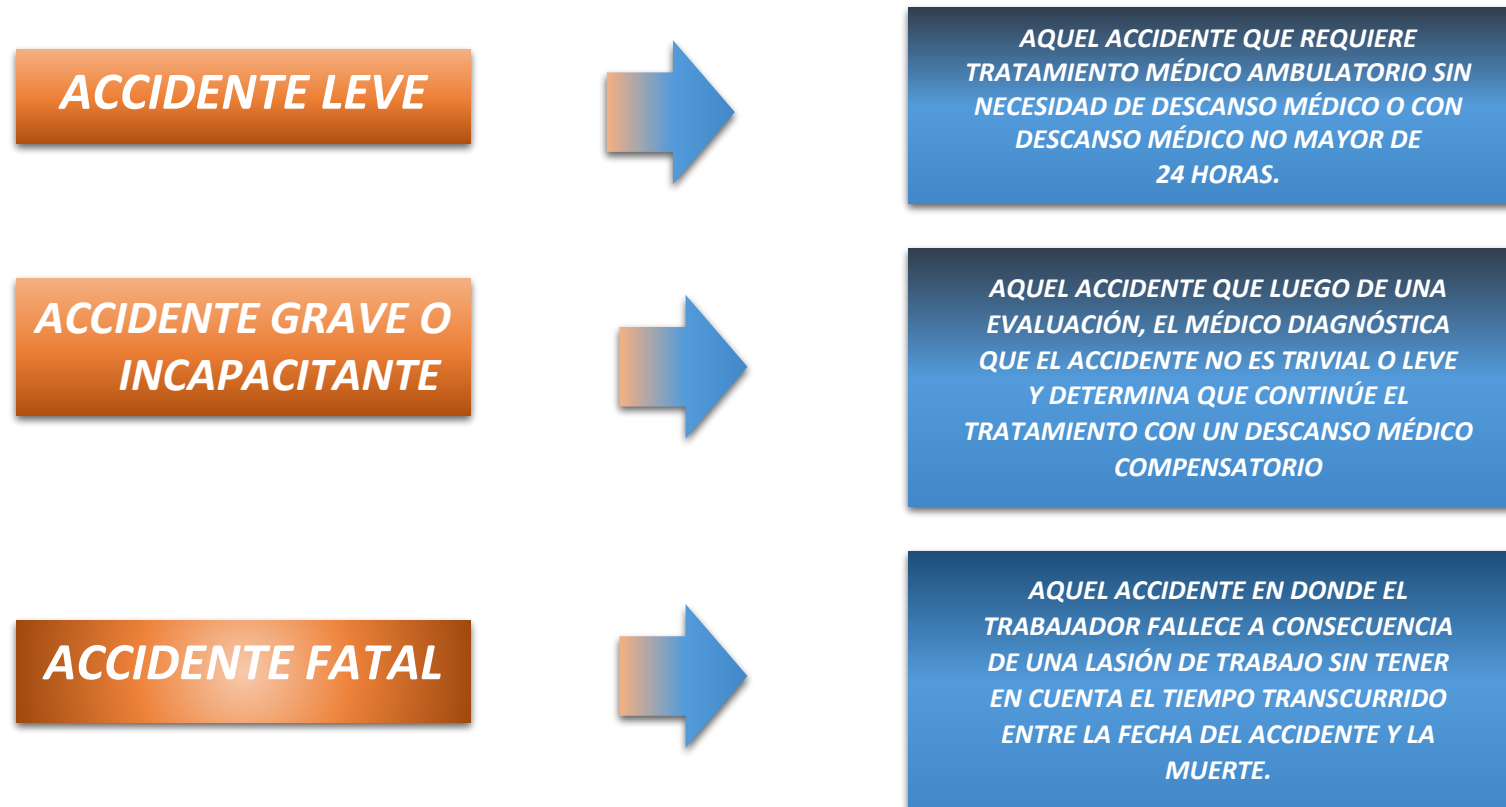 ACCIDENTE LEVE
AQUEL ACCIDENTE QUE REQUIERE
TRATAMIENTO MÉDICO AMBULATORIO SIN
NECESIDAD DE DESCANSO MÉDICO O CON
DESCANSO MÉDICO NO MAYOR DE
24 HORAS.
ACCIDENTE GRAVE O
INCAPACITANTE
AQUEL ACCIDENTE QUE LUEGO DE UNA
EVALUACIÓN, EL MÉDICO DIAGNÓSTICA
QUE EL ACCIDENTE NO ES TRIVIAL O LEVE
Y DETERMINA QUE CONTINÚE EL
TRATAMIENTO CON UN DESCANSO MÉDICO
COMPENSATORIO
ACCIDENTE FATAL
AQUEL ACCIDENTE EN DONDE EL
TRABAJADOR FALLECE A CONSECUENCIA
DE UNA LASIÓN DE TRABAJO SIN TENER
EN CUENTA EL TIEMPO TRANSCURRIDO
ENTRE LA FECHA DEL ACCIDENTE Y LA
MUERTE.